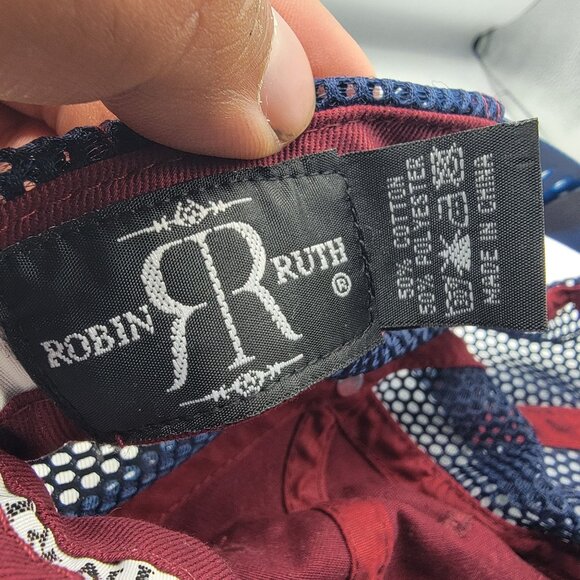 ROBIN
RR
RUTH
®
50% COTTON
50% POLYESTER
MADE IN CHINA